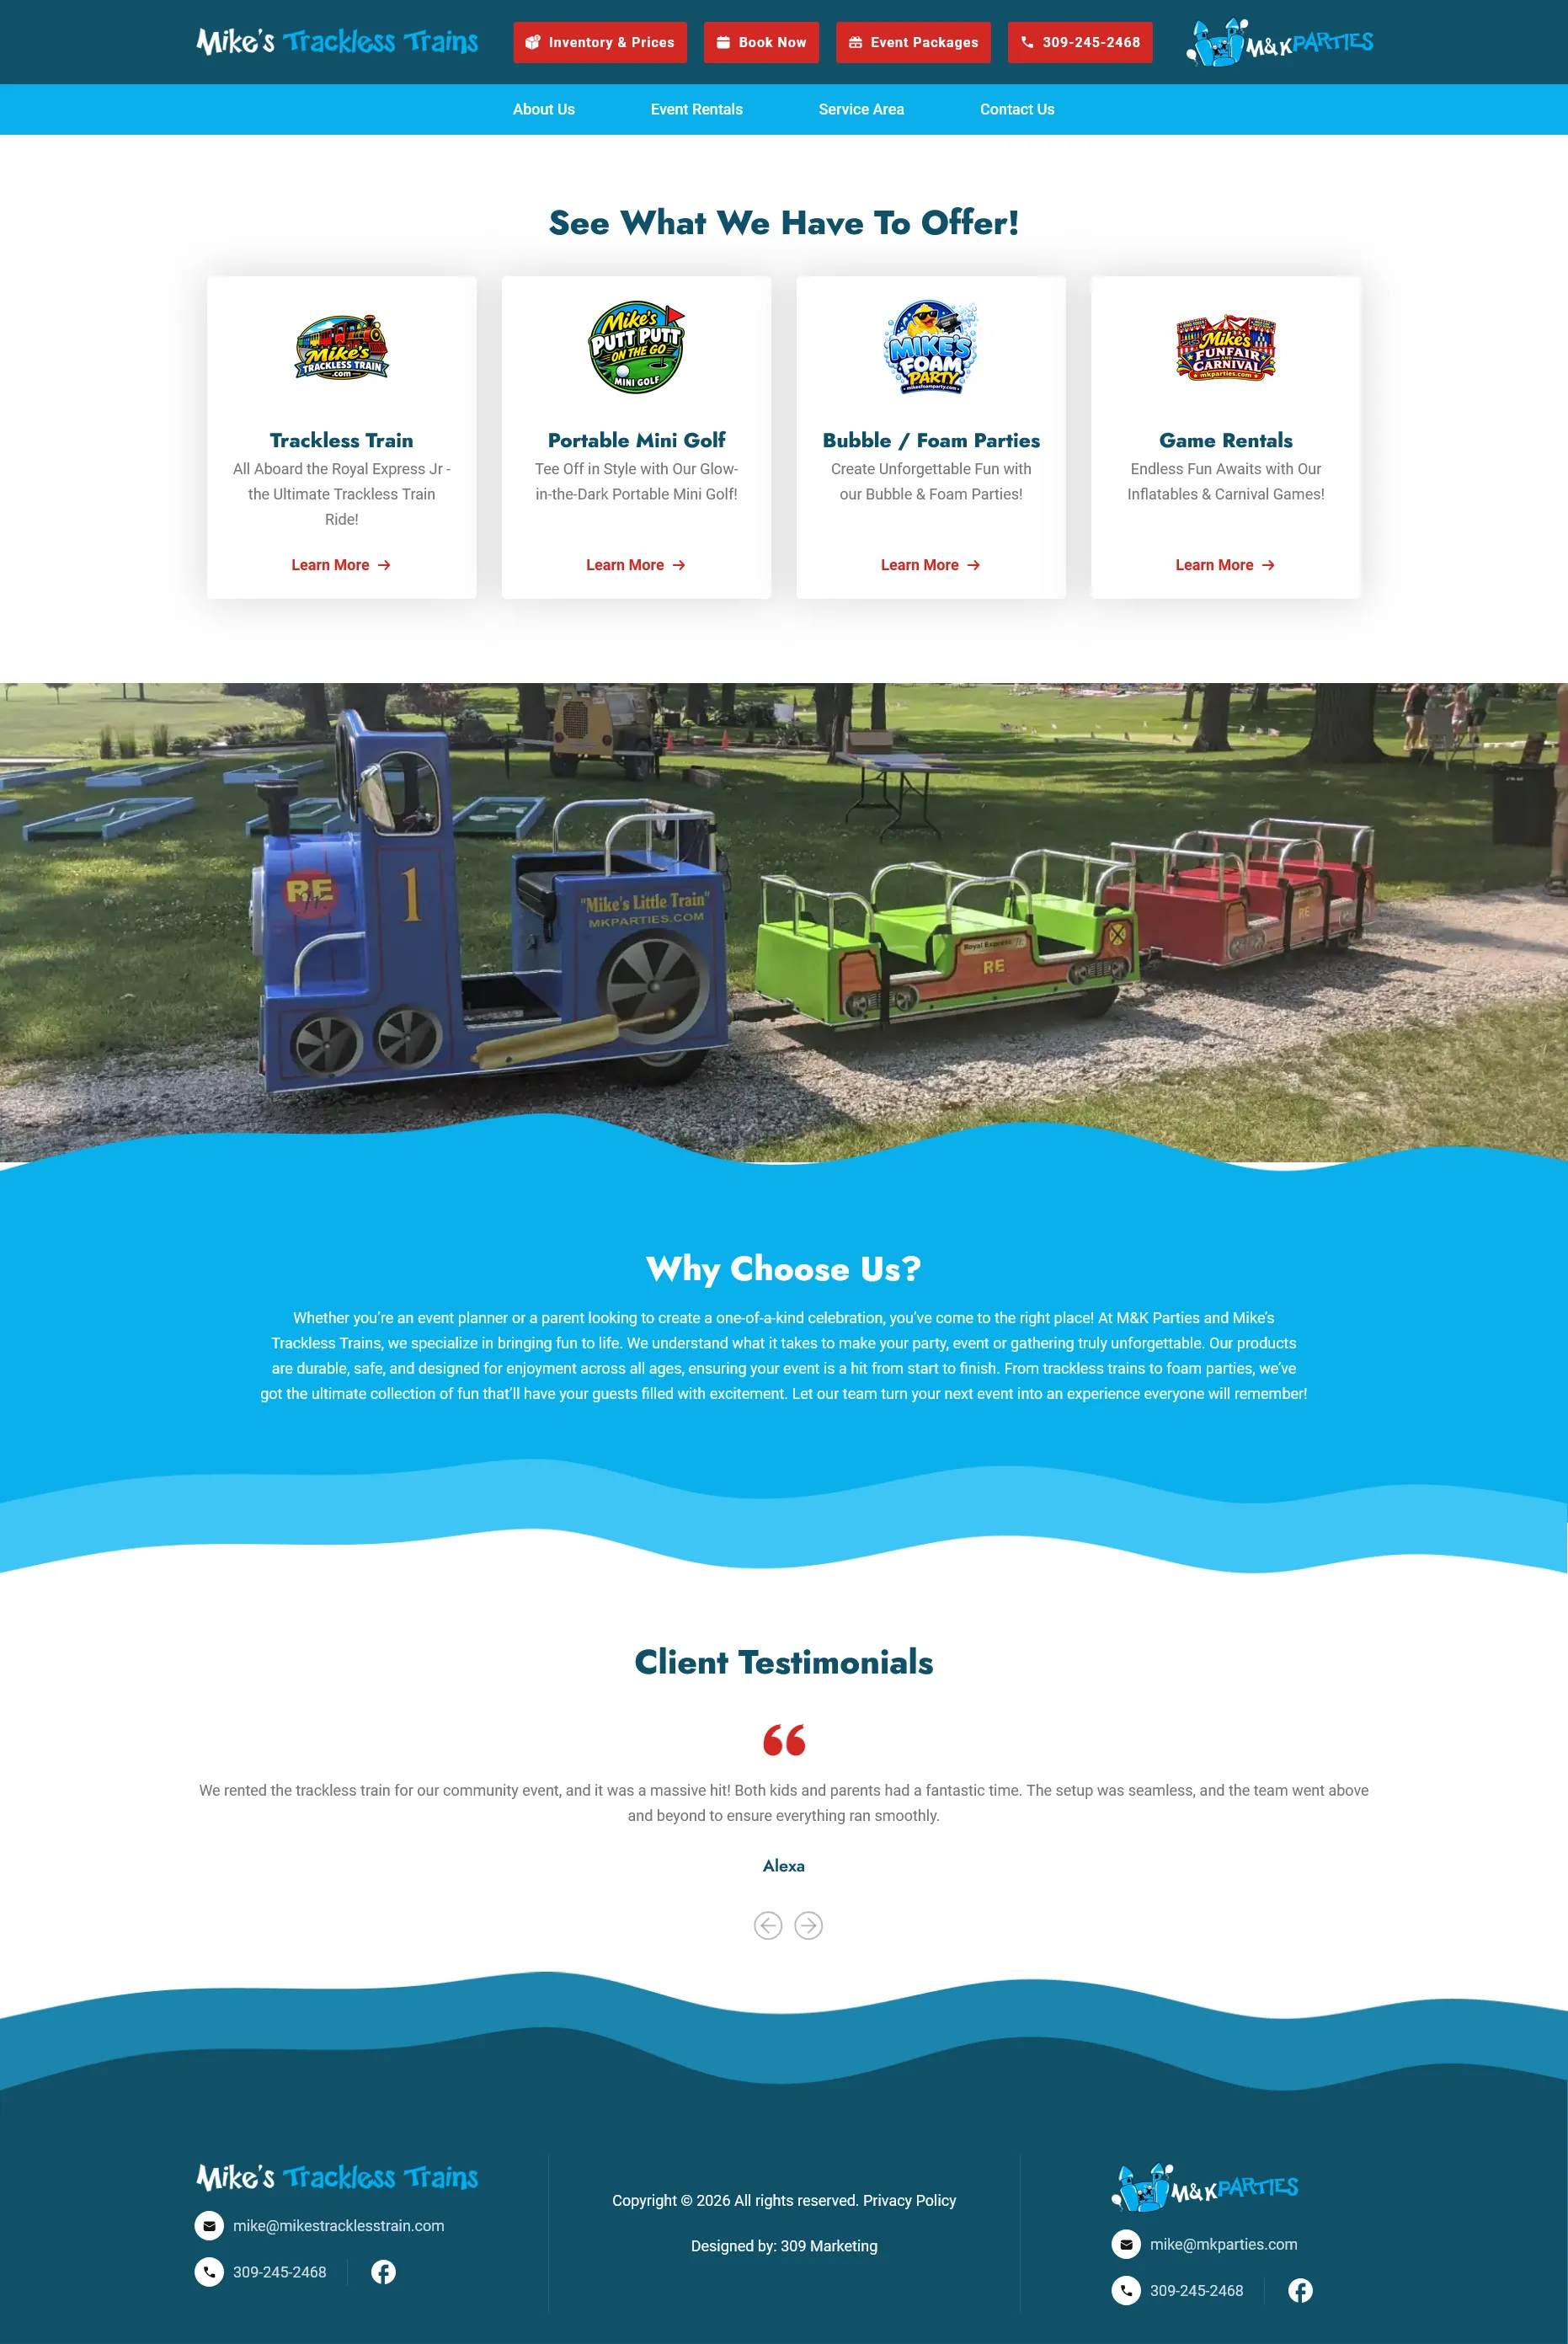 Mike's Trackless Trains
Inventory & Prices
Book Now
Event Packages
309-245-2468
M&K PARTIES
About Us
Event Rentals
Service Area
Contact Us
See What We Have To Offer!
Mike's
TRACKLESS TRAIN
.com
Trackless Train
All Aboard the Royal Express Jr -
the Ultimate Trackless Train
Ride!
Learn More
Mike's
PUTT PUTT
ON THE GO
MINI GOLF
Portable Mini Golf
Tee Off in Style with Our Glow-
in-the-Dark Portable Mini Golf!
Learn More
MIKE'S
FOAM
PARTY
mikesfoamparty.com
Bubble / Foam Parties
Create Unforgettable Fun with
our Bubble & Foam Parties!
Learn More
Mike's
FUNFAIR
AND
CARNIVAL
mkparties.com
Game Rentals
Endless Fun Awaits with Our
Inflatables & Carnival Games!
Learn More
RE
Jr.
1
"Mike's Little Train"
MKPARTIES.COM
Royal Express Jr
RE
RE
Why Choose Us?
Whether you're an event planner or a parent looking to create a one-of-a-kind celebration, you've come to the right place! At M&K Parties and Mike's
Trackless Trains, we specialize in bringing fun to life. We understand what it takes to make your party, event or gathering truly unforgettable. Our products
are durable, safe, and designed for enjoyment across all ages, ensuring your event is a hit from start to finish. From trackless trains to foam parties, we've
got the ultimate collection of fun that'll have your guests filled with excitement. Let our team turn your next event into an experience everyone will remember!
Client Testimonials
We rented the trackless train for our community event, and it was a massive hit! Both kids and parents had a fantastic time. The setup was seamless, and the team went above
and beyond to ensure everything ran smoothly.
Alexa
Mike's Trackless Trains
mike@mikestracklesstrain.com
309-245-2468
Copyright © 2026 All rights reserved. Privacy Policy
Designed by: 309 Marketing
M&K PARTIES
mike@mkparties.com
309-245-2468